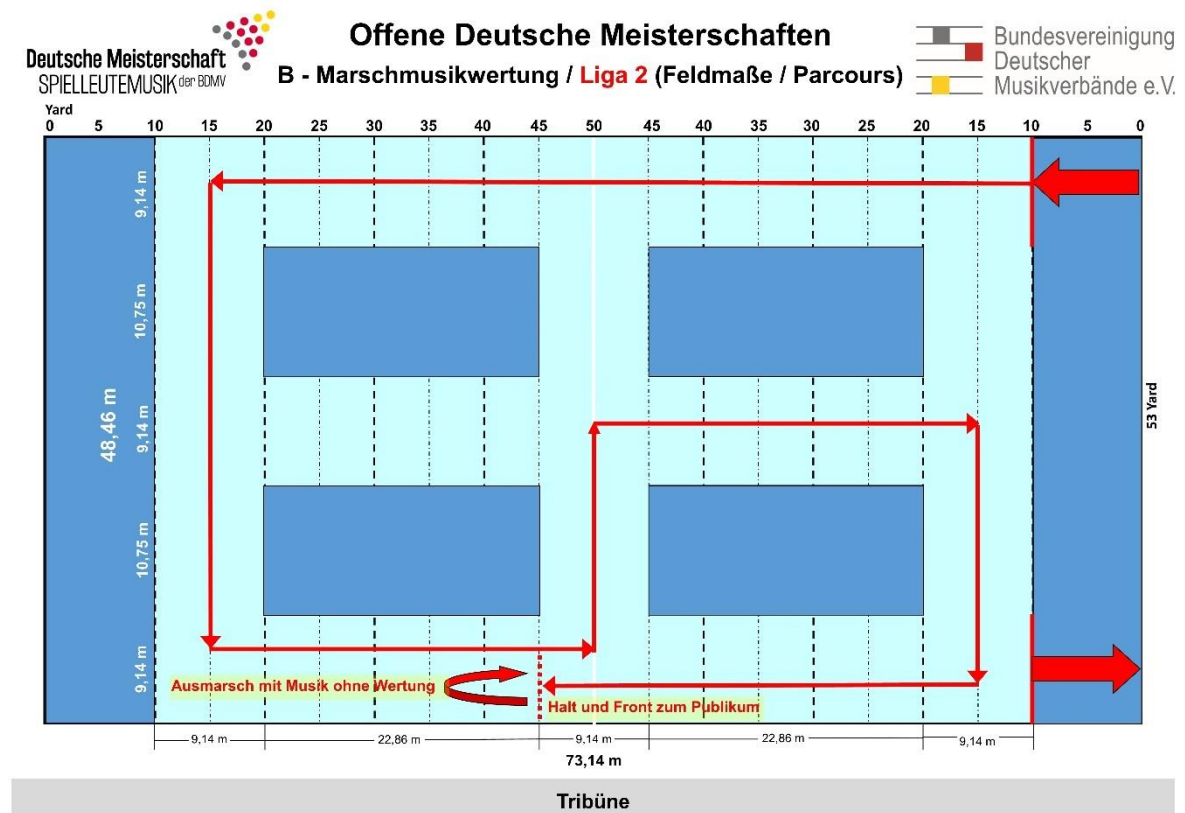 Deutsche Meisterschaft
SPIELLEUTEMUSIK der BDMV
Offene Deutsche Meisterschaften
B - Marschmusikwertung / Liga 2 (Feldmaße / Parcours)
Bundesvereinigung
Deutscher
Musikverbände e.V.
Yard
0 5 10 15 20 25 30 35 40 45 50 45 40 35 30 25 20 15 10 5 0
9,14 m
10,75 m
9,14 m
10,75 m
9,14 m
48,46 m
53 Yard
Ausmarsch mit Musik ohne Wertung
Halt und Front zum Publikum
9,14 m 22,86 m 9,14 m 22,86 m 9,14 m
73,14 m
Tribüne